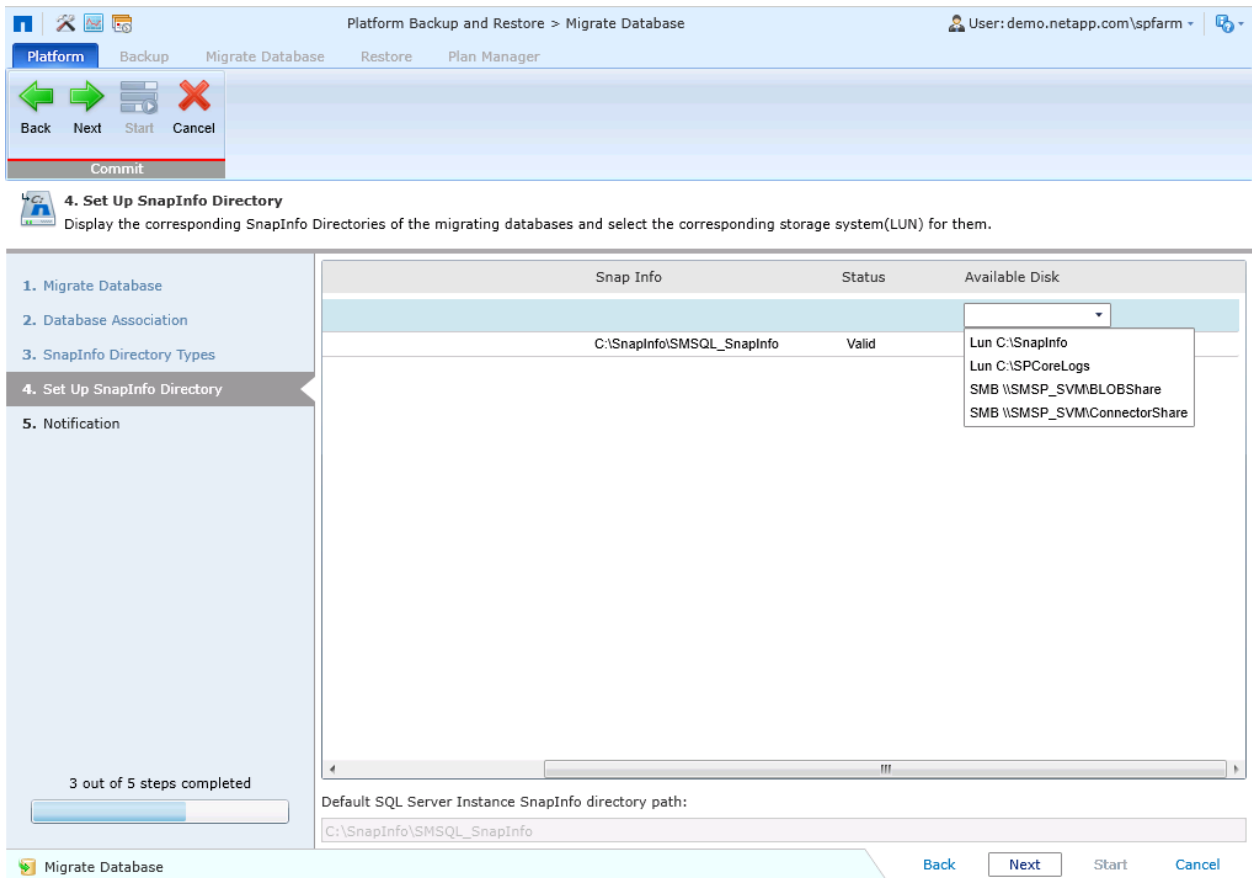 Platform Backup and Restore > Migrate Database
User: demo.netapp.com\spfarm
Platform Backup Migrate Database Restore Plan Manager
Back Next Start Cancel
Commit
4. Set Up SnapInfo Directory
Display the corresponding SnapInfo Directories of the migrating databases and select the corresponding storage system(LUN) for them.
1. Migrate Database
2. Database Association
3. SnapInfo Directory Types
4. Set Up SnapInfo Directory
5. Notification
3 out of 5 steps completed
Snap Info Status Available Disk
C:\SnapInfo\SMSQL_SnapInfo Valid
Lun C:\SnapInfo
Lun C:\SPCoreLogs
SMB \\SMSP_SVM\BLOBShare
SMB \\SMSP_SVM\ConnectorShare
Default SQL Server Instance SnapInfo directory path:
C:\SnapInfo\SMSQL_SnapInfo
Migrate Database
Back Next Start Cancel